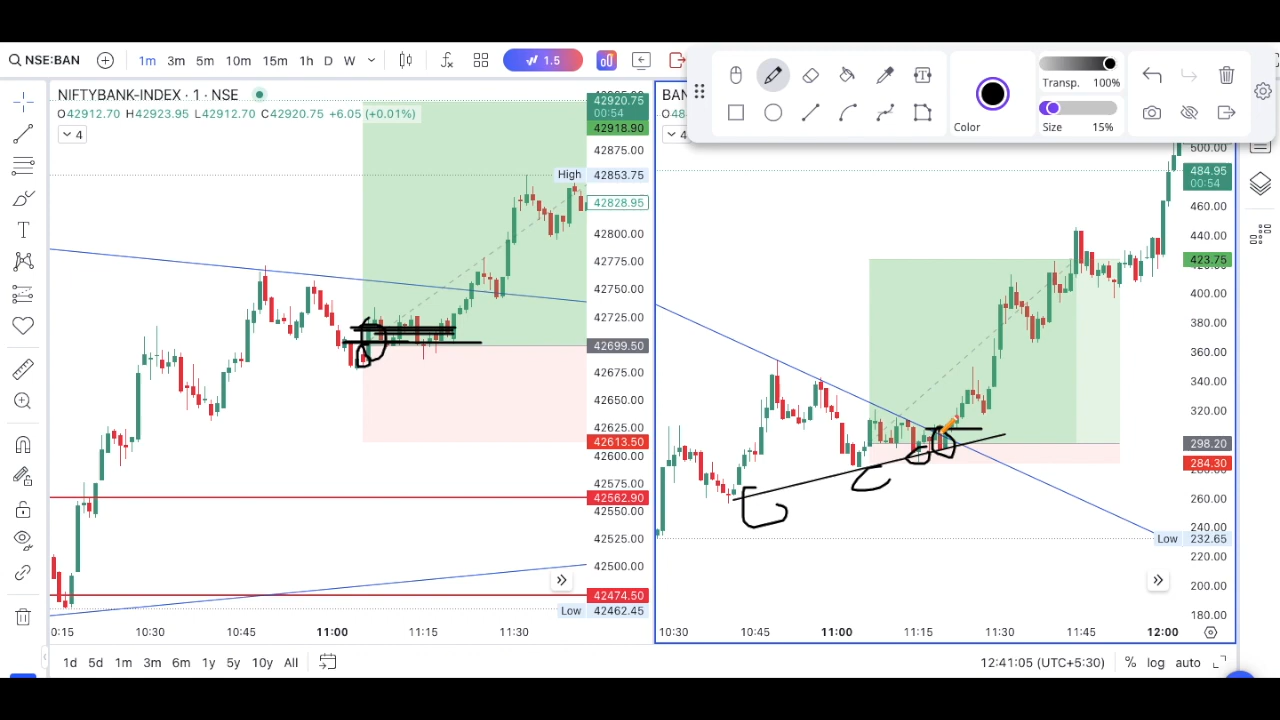 NSE:BAN 1m 3m 5m 10m 15m 1h D W 1.5
Transp. 100%
Color Size 15%
NIFTYBANK-INDEX · 1 · NSE
O42912.70 H42923.95 L42912.70 C42920.75 +6.05 (+0.01%)
4
42920.75
00:54
42918.90
42875.00
High 42853.75
42828.95
42800.00
42775.00
42750.00
42725.00
42699.50
42675.00
42650.00
42625.00
42613.50
42600.00
42575.00
42562.90
42550.00
42525.00
42500.00
42474.50
Low 42462.45
0:15 10:30 10:45 11:00 11:15 11:30
BAN
O48
4
500.00
484.95
00:54
460.00
440.00
423.75
400.00
380.00
360.00
340.00
320.00
298.20
284.30
260.00
240.00
Low 232.65
220.00
200.00
180.00
10:30 10:45 11:00 11:15 11:30 11:45 12:00
1d 5d 1m 3m 6m 1y 5y 10y All
12:41:05 (UTC+5:30) % log auto